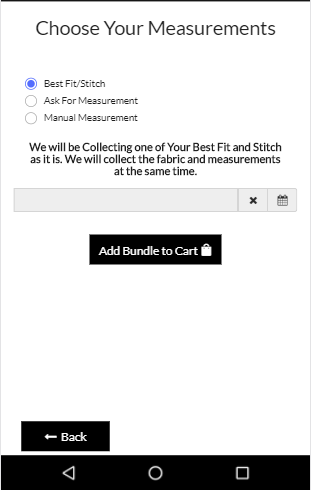 Choose Your Measurements
Best Fit/Stitch
Ask For Measurement
Manual Measurement
We will be Collecting one of Your Best Fit and Stitch
as it is. We will collect the fabric and measurements
at the same time.
Add Bundle to Cart
Back